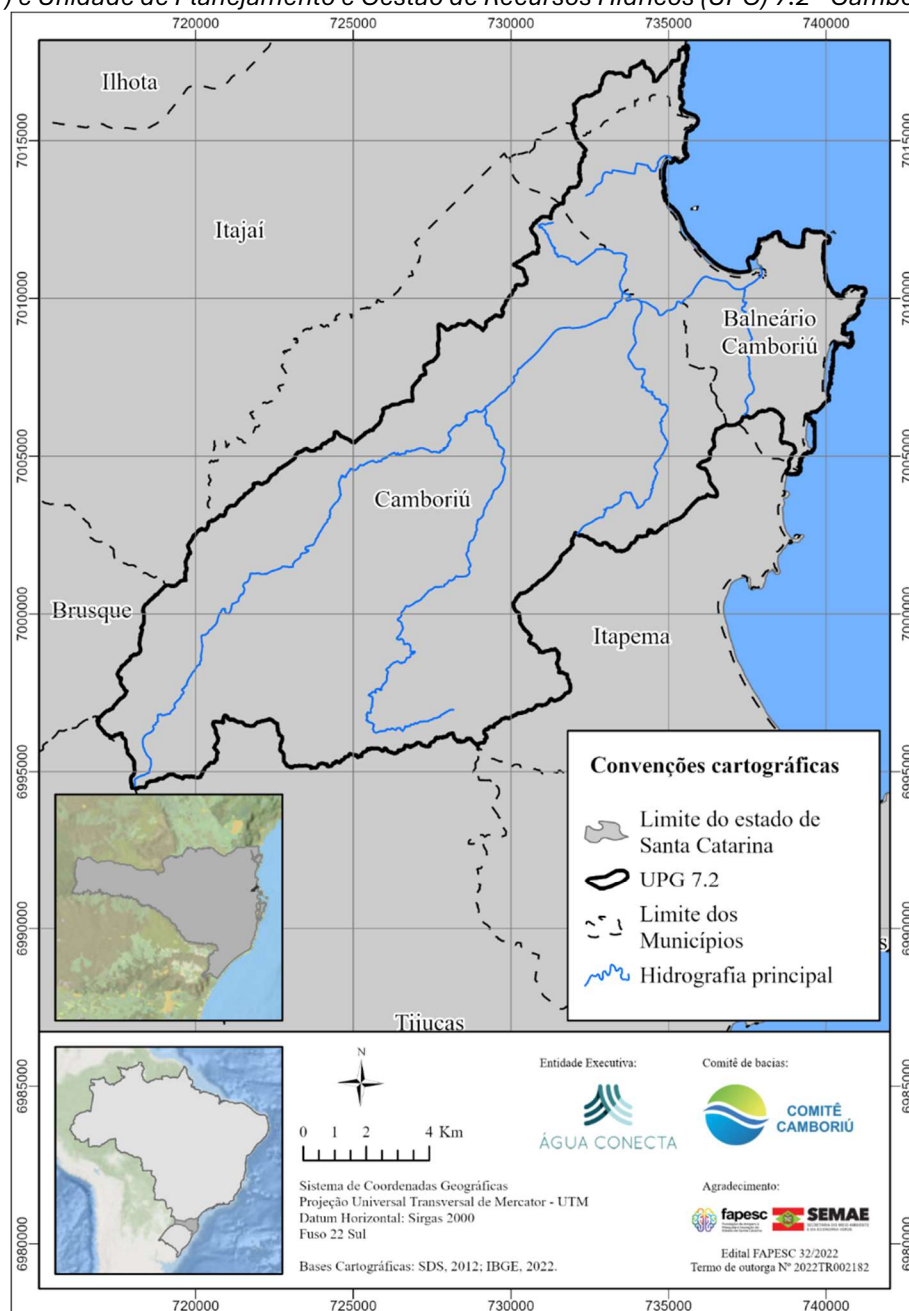 ) e Unidade de Planejamento e Gestão de Recursos Hídricos (UPG) 7.2 - Cambo
720000 725000 730000 735000 740000
Ilhota
7015000 7015000
Itajaí
7010000 7010000
Balneário
Camboriú
7005000 7005000
Camboriú
Brusque
7000000 7000000
Itapema
6995000 6995000
Convenções cartográficas
Limite do estado de
Santa Catarina
UPG 7.2
Limite dos
Municípios
Hidrografia principal
6990000 6990000
s
Tijucas
6985000 6985000
N
0 1 2 4 Km
Sistema de Coordenadas Geográficas
Projeção Universal Transversal de Mercator - UTM
Datum Horizontal: Sirgas 2000
Fuso 22 Sul
Bases Cartográficas: SDS, 2012; IBGE, 2022.
Entidade Executiva:
ÁGUA CONECTA
Comitê de bacias:
COMITÊ
CAMBORIÚ
Agradecimento:
fapesc
SEMAE
Edital FAPESC 32/2022
Termo de outorga Nº 2022TR002182
6980000 6980000
720000 725000 730000 735000 740000